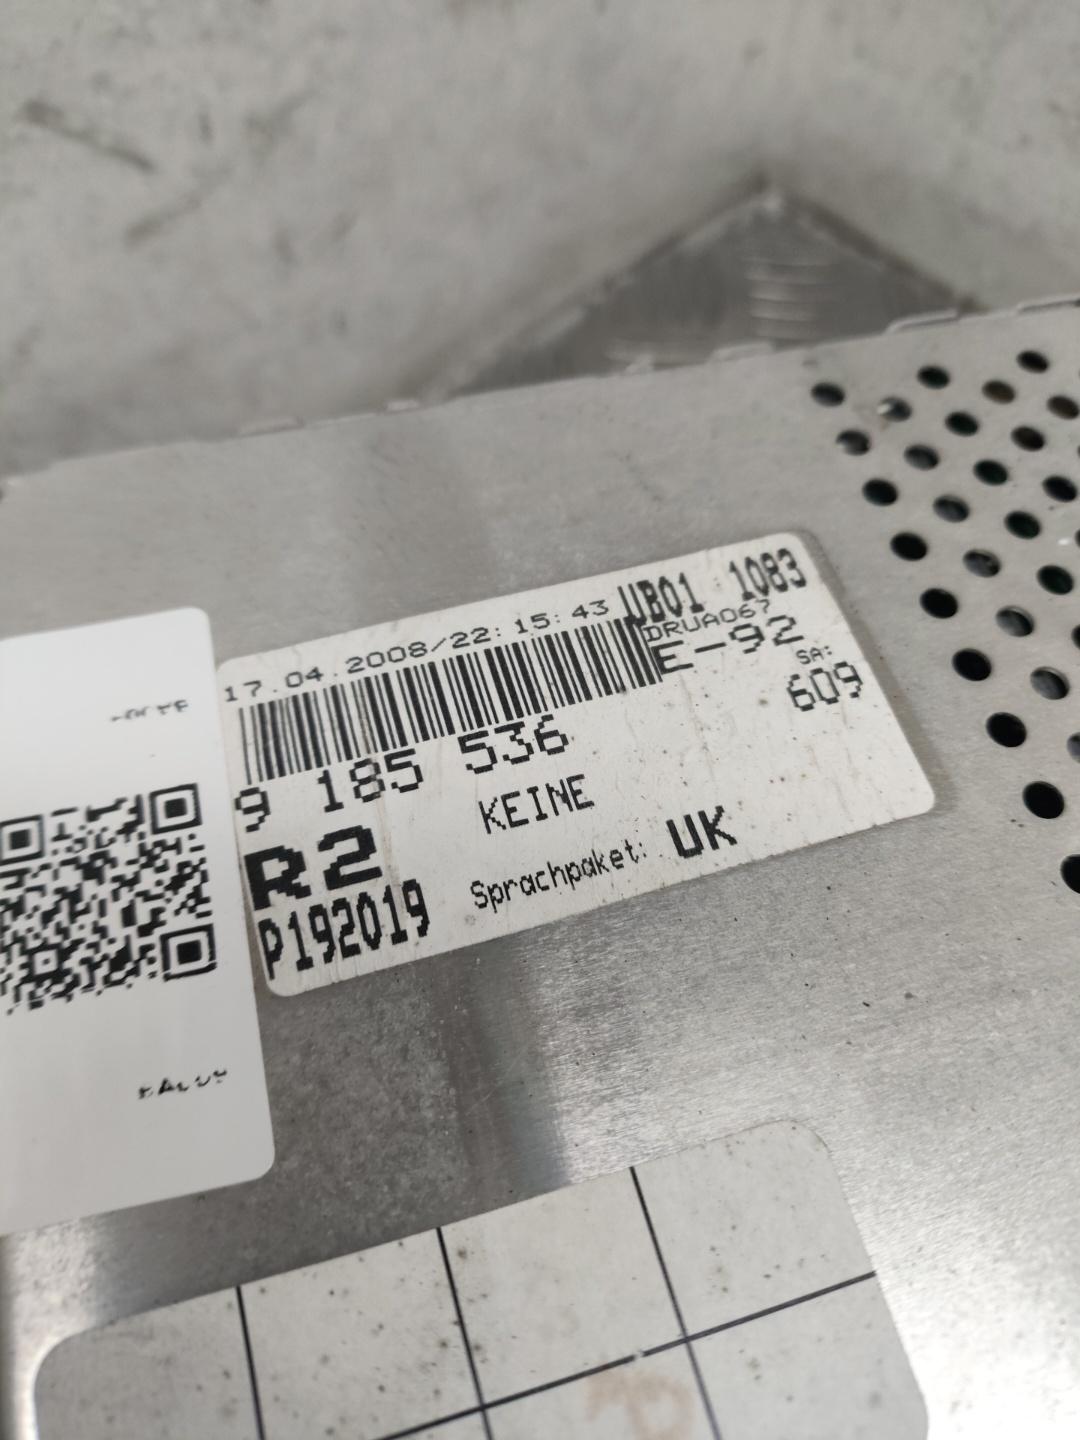 17.04.2008/22:15:43 UB01 1083
DRUA067
E-92
SA:
609
9 185 536
KEINE
R2
Sprachpaket: UK
P192019